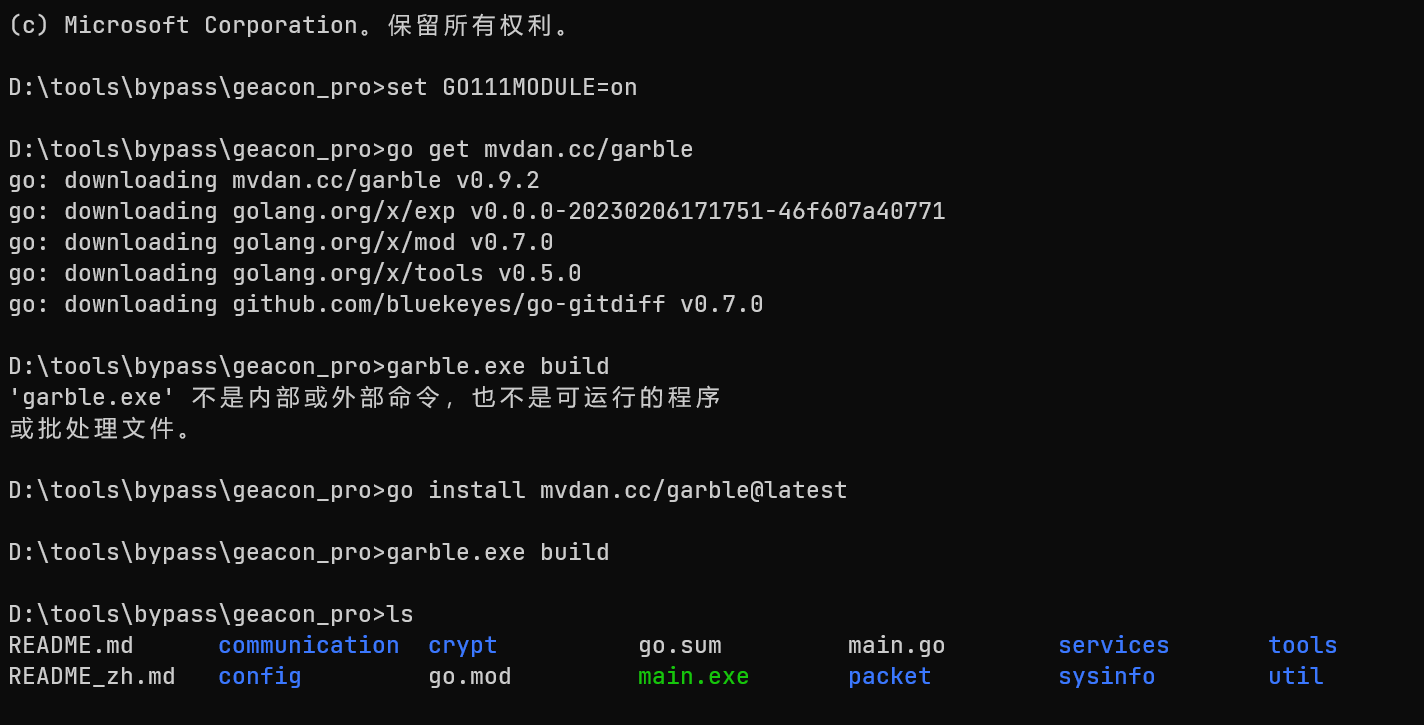 (c) Microsoft Corporation。保留所有权利。
D:\tools\bypass\geacon_pro>set GO111MODULE=on
D:\tools\bypass\geacon_pro>go get mvdan.cc/garble
go: downloading mvdan.cc/garble v0.9.2
go: downloading golang.org/x/exp v0.0.0-20230206171751-46f607a40771
go: downloading golang.org/x/mod v0.7.0
go: downloading golang.org/x/tools v0.5.0
go: downloading github.com/bluekeyes/go-gitdiff v0.7.0
D:\tools\bypass\geacon_pro>garble.exe build
'garble.exe' 不是内部或外部命令，也不是可运行的程序
或批处理文件。
D:\tools\bypass\geacon_pro>go install mvdan.cc/garble@latest
D:\tools\bypass\geacon_pro>garble.exe build
D:\tools\bypass\geacon_pro>ls
README.md communication crypt go.sum main.go services tools
README_zh.md config go.mod main.exe packet sysinfo util